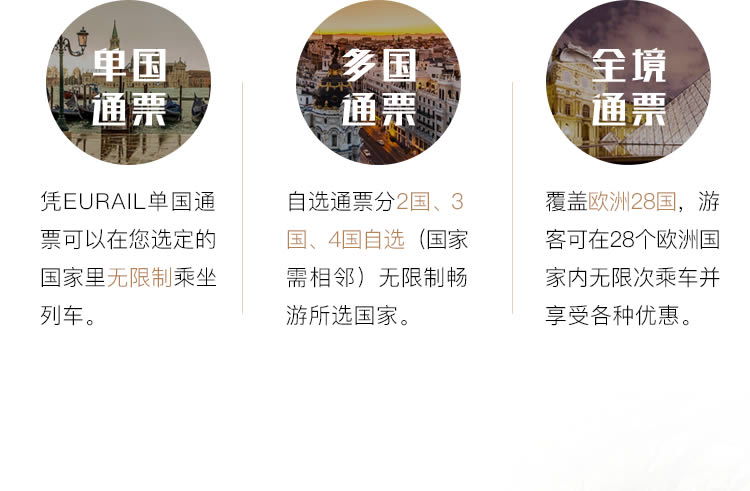 单国
通票
凭EURAIL单国通
票可以在您选定的
国家里无限制乘坐
列车。
多国
通票
自选通票分2国、3
国、4国自选（国家
需相邻）无限制畅
游所选国家。
全境
通票
覆盖欧洲28国，游
客可在28个欧洲国
家内无限次乘车并
享受各种优惠。